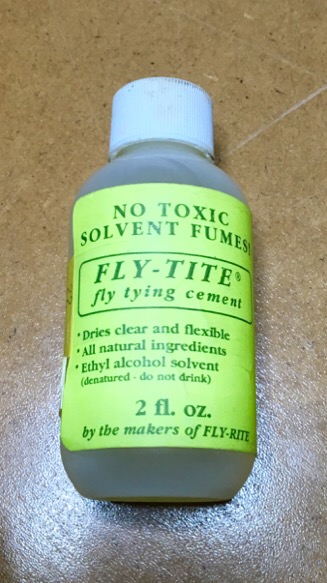 NO TOXIC
SOLVENT FUMES!
FLY-TITE®
fly tying cement
• Dries clear and flexible
• All natural ingredients
• Ethyl alcohol solvent
(denatured - do not drink)
2 fl. oz.
by the makers of FLY-RITE